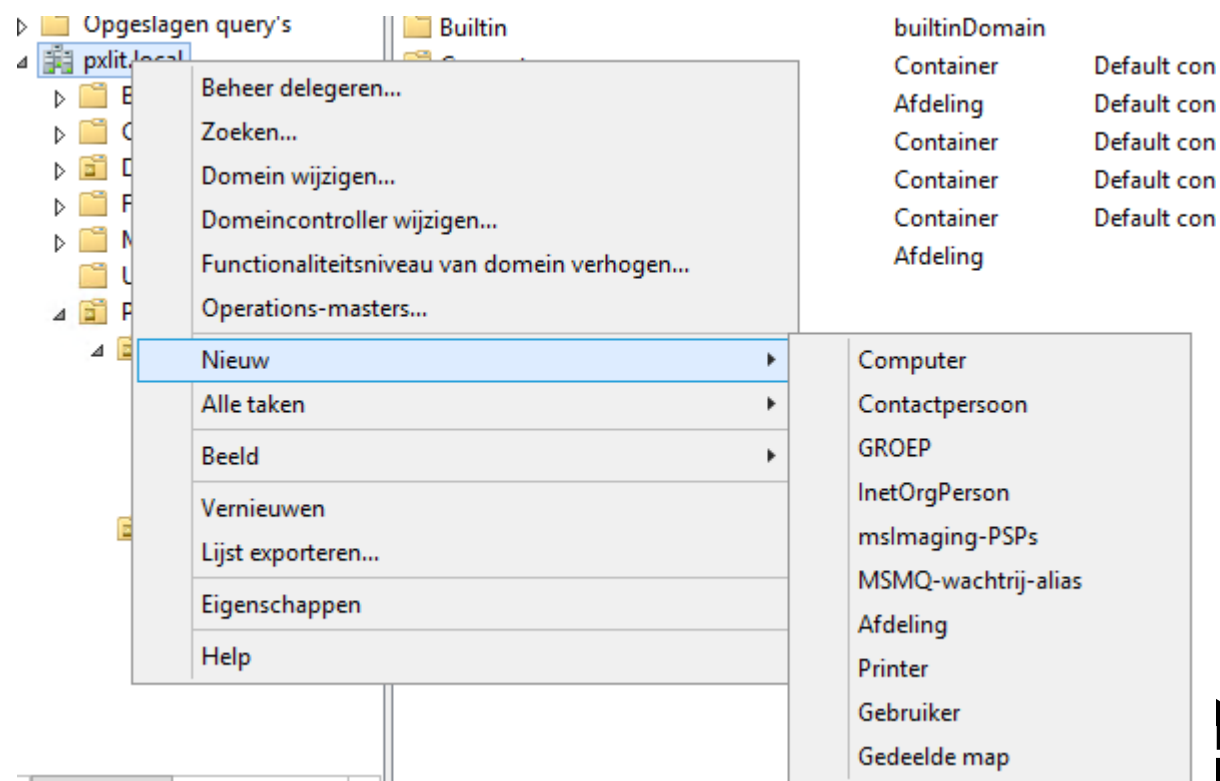 Opgeslagen query's
pxlit.local
Builtin
builtinDomain
Container Default con
Afdeling Default con
Container Default con
Container Default con
Container Default con
Afdeling
Beheer delegeren...
Zoeken...
Domein wijzigen...
Domeincontroller wijzigen...
Functionaliteitsniveau van domein verhogen...
Operations-masters...
Nieuw
Alle taken
Beeld
Vernieuwen
Lijst exporteren...
Eigenschappen
Help
Computer
Contactpersoon
GROEP
InetOrgPerson
msImaging-PSPs
MSMQ-wachtrij-alias
Afdeling
Printer
Gebruiker
Gedeelde map